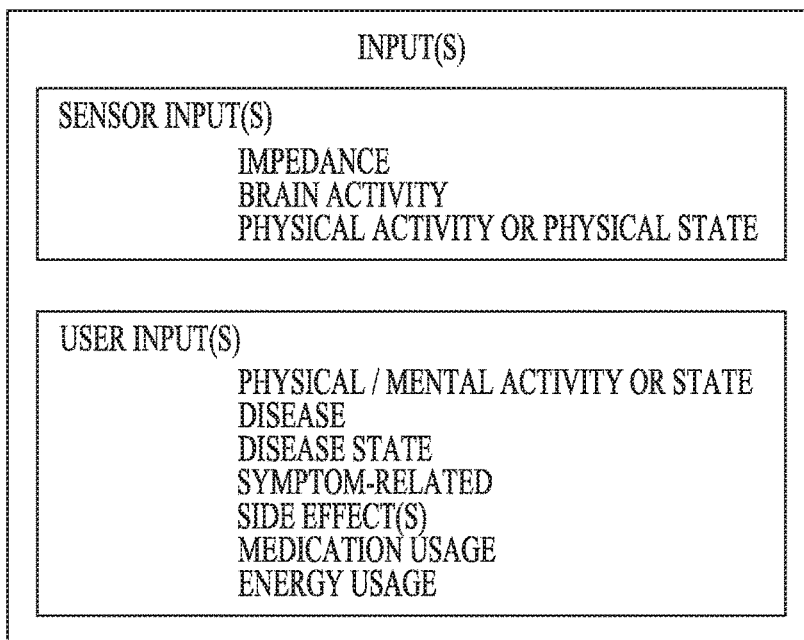 INPUT(S)
SENSOR INPUT(S)
IMPEDANCE
BRAIN ACTIVITY
PHYSICAL ACTIVITY OR PHYSICAL STATE
USER INPUT(S)
PHYSICAL / MENTAL ACTIVITY OR STATE
DISEASE
DISEASE STATE
SYMPTOM-RELATED
SIDE EFFECT(S)
MEDICATION USAGE
ENERGY USAGE